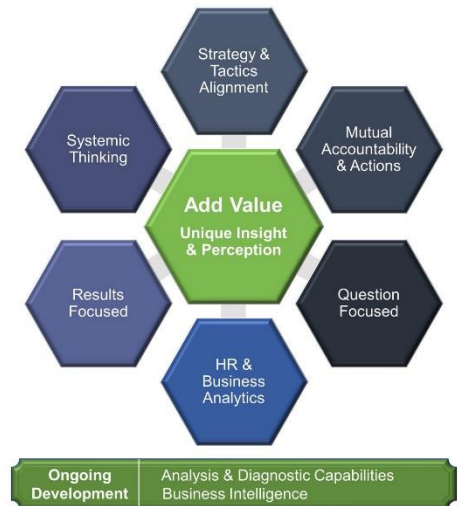 Strategy &
Tactics
Alignment
Systemic
Thinking
Mutual
Accountability
& Actions
Add Value
Unique Insight
& Perception
Results
Focused
Question
Focused
HR &
Business
Analytics
Ongoing
Development
Analysis & Diagnostic Capabilities
Business Intelligence